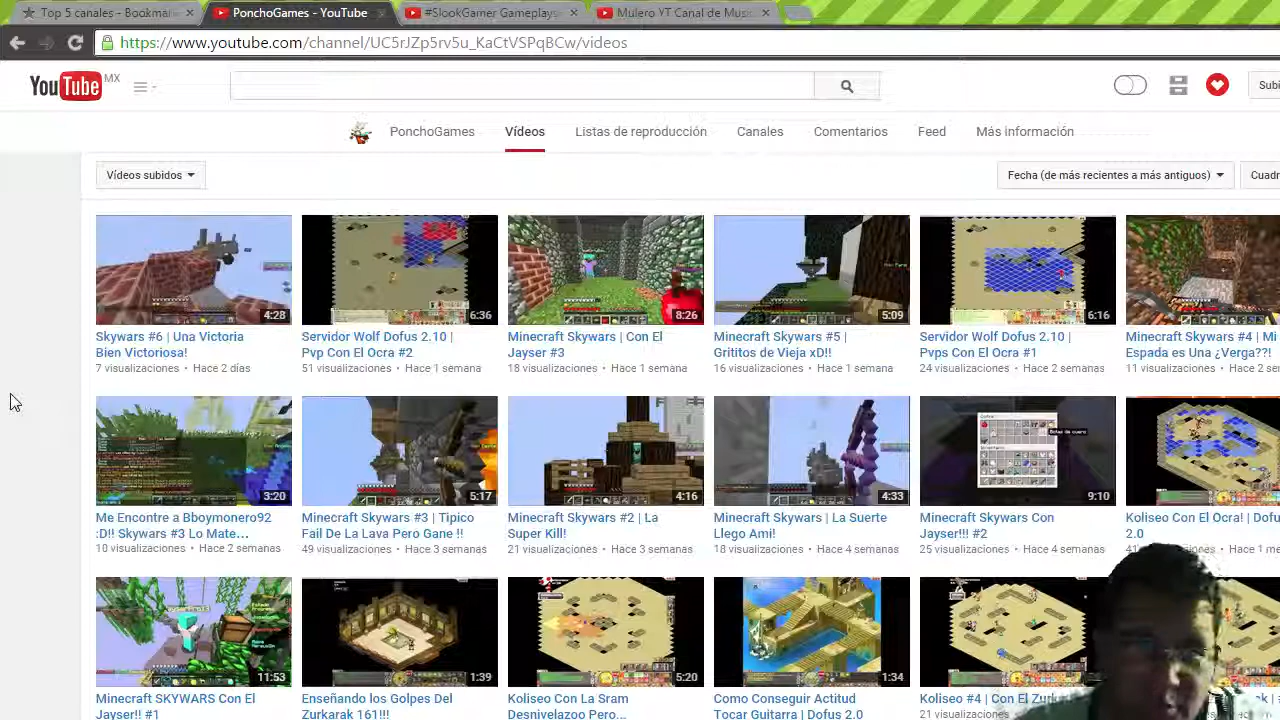 Top 5 canales - Bookmar
PonchoGames - YouTube
#SlookGamer Gameplays
Mulero YT Canal de Mus
https://www.youtube.com/channel/UC5rJZp5rv5u_KaCtVSPqBCw/videos
YouTube MX
Subi
PonchoGames Vídeos Listas de reproducción Canales Comentarios Feed Más información
Vídeos subidos
Fecha (de más recientes a más antiguos)
Cuadr
4:28 6:36 8:26 5:09 6:16
Skywars #6 | Una Victoria
Bien Victoriosa!
7 visualizaciones • Hace 2 días
Servidor Wolf Dofus 2.10 |
Pvp Con El Ocra #2
51 visualizaciones • Hace 1 semana
Minecraft Skywars | Con El
Jayser #3
18 visualizaciones • Hace 1 semana
Minecraft Skywars #5 |
Grititos de Vieja xD!!
16 visualizaciones • Hace 1 semana
Servidor Wolf Dofus 2.10 |
Pvps Con El Ocra #1
24 visualizaciones • Hace 2 semanas
Minecraft Skywars #4 | Mi
Espada es Una ¿Verga??!
11 visualizaciones • Hace 2 se
3:20 5:17 4:16 4:33 9:10
Me Encontre a Bboymonero92
:D!! Skywars #3 Lo Mate...
10 visualizaciones • Hace 2 semanas
Minecraft Skywars #3 | Tipico
Fail De La Lava Pero Gane !!
49 visualizaciones • Hace 3 semanas
Minecraft Skywars #2 | La
Super Kill!
21 visualizaciones • Hace 3 semanas
Minecraft Skywars | La Suerte
Llego Ami!
18 visualizaciones • Hace 4 semanas
Minecraft Skywars Con
Jayser!!! #2
25 visualizaciones • Hace 4 semanas
Koliseo Con El Ocra! | Dofu
2.0
11:53 1:39 5:20 1:34
Minecraft SKYWARS Con El
Jayser!! #1
Enseñando los Golpes Del
Zurkarak 161!!!
Koliseo Con La Sram
Desnivelazoo Pero...
Como Conseguir Actitud
Tocar Guitarra | Dofus 2.0
Koliseo #4 | Con El Zur
21 visualizaciones